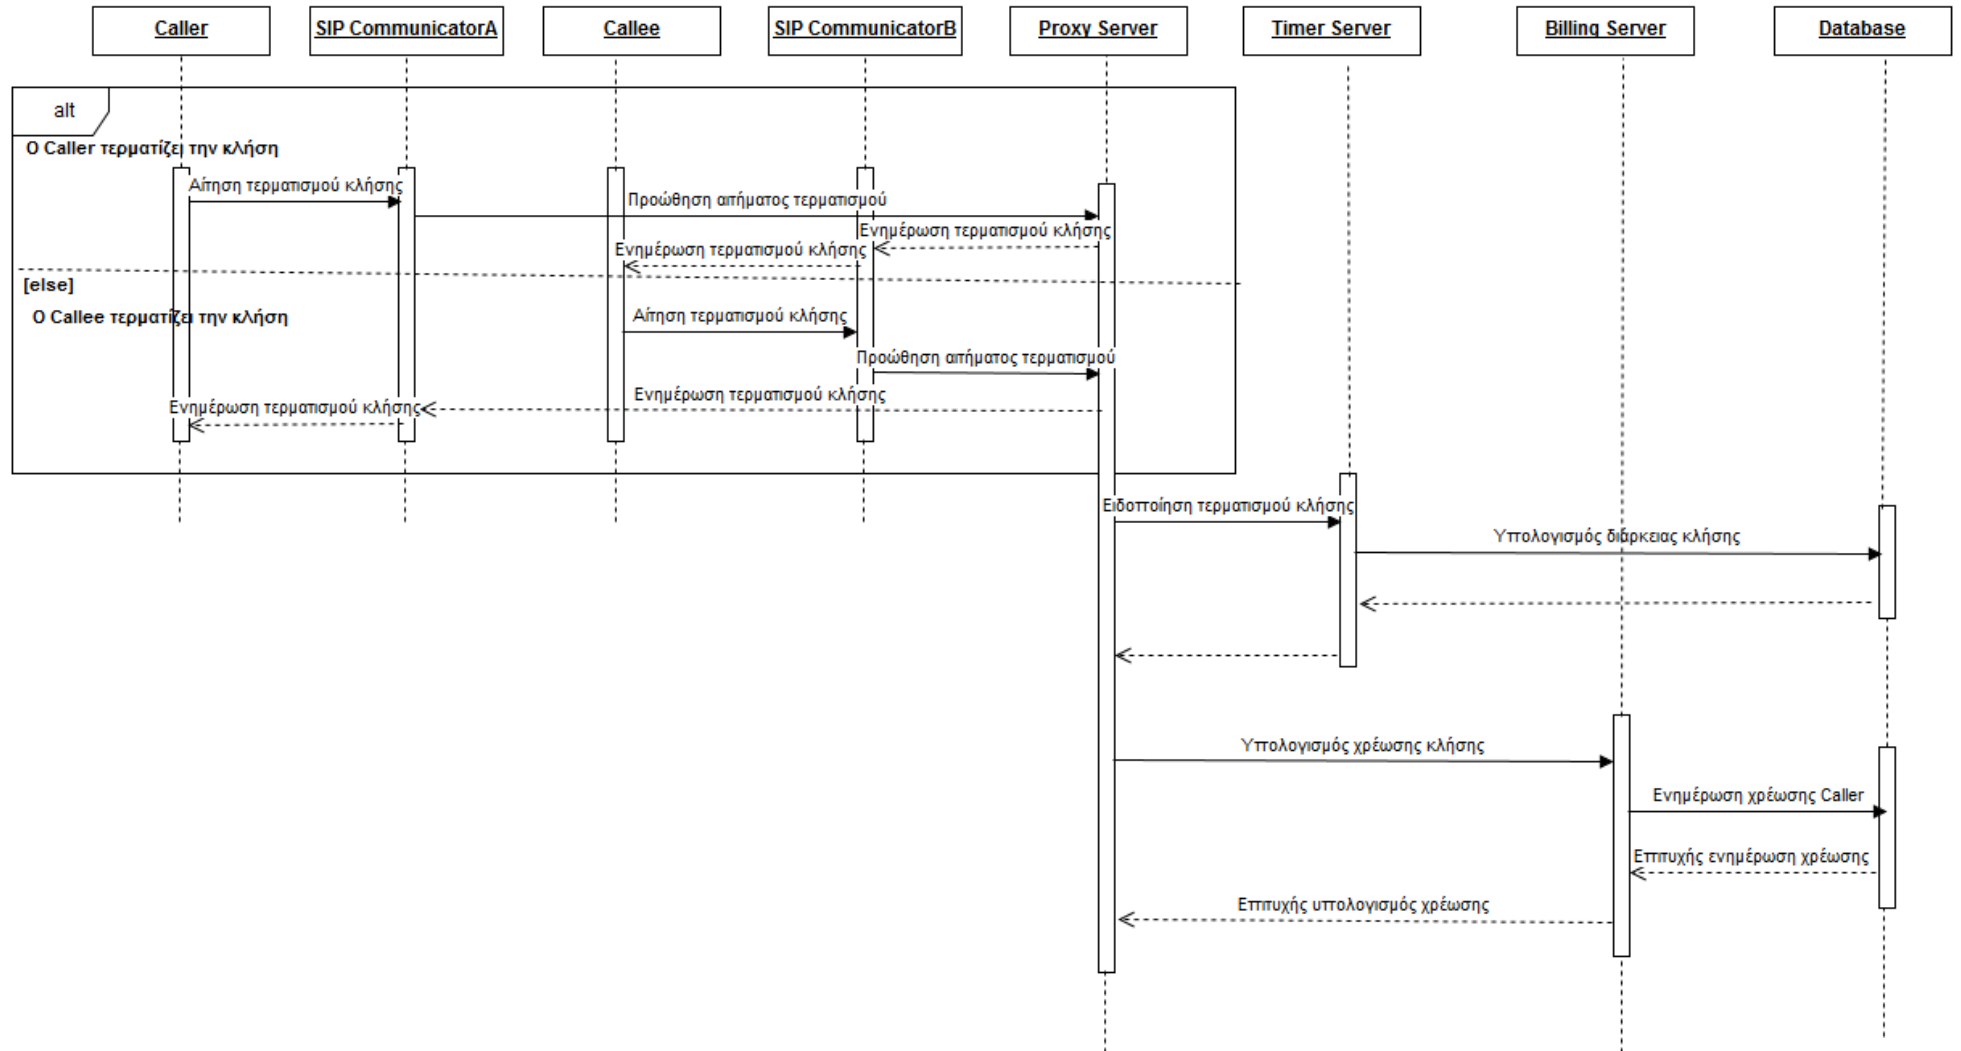 Caller
SIP CommunicatorA
Callee
SIP CommunicatorB
Proxy Server
Timer Server
Billing Server
Database
alt
Ο Caller τερματίζει την κλήση
Αίτηση τερματισμού κλήσης
Προώθηση αιτήματος τερματισμού
Ενημέρωση τερματισμού κλήσης
Ενημέρωση τερματισμού κλήσης
[else]
Ο Callee τερματίζει την κλήση
Αίτηση τερματισμού κλήσης
Προώθηση αιτήματος τερματισμού
Ενημέρωση τερματισμού κλήσης
Ενημέρωση τερματισμού κλήσης
Ειδοποίηση τερματισμού κλήσης
Υπολογισμός διάρκειας κλήσης
Υπολογισμός χρέωσης κλήσης
Ενημέρωση χρέωσης Caller
Επιτυχής ενημέρωση χρέωσης
Επιτυχής υπολογισμός χρέωσης